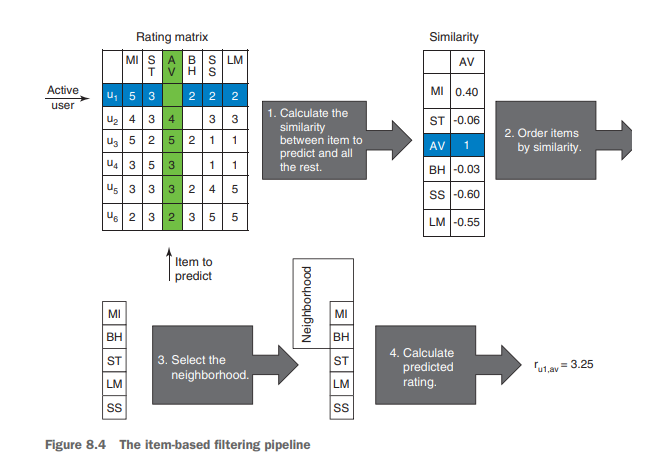 Rating matrix
MI ST AV BH SS LM
Active user
u1 5 3 2 2 2
u2 4 3 4 3 3
u3 5 2 5 2 1 1
u4 3 5 3 1 1
u5 3 3 3 2 4 5
u6 2 3 2 3 5 5
Item to
predict
1. Calculate the
similarity
between item to
predict and all
the rest.
Similarity
AV
MI 0.40
ST -0.06
AV 1
BH -0.03
SS -0.60
LM -0.55
2. Order items
by similarity.
MI
BH
ST
LM
SS
3. Select the
neighborhood.
Neighborhood
MI
BH
ST
LM
SS
4. Calculate
predicted
rating.
ru1,av = 3.25
Figure 8.4 The item-based filtering pipeline